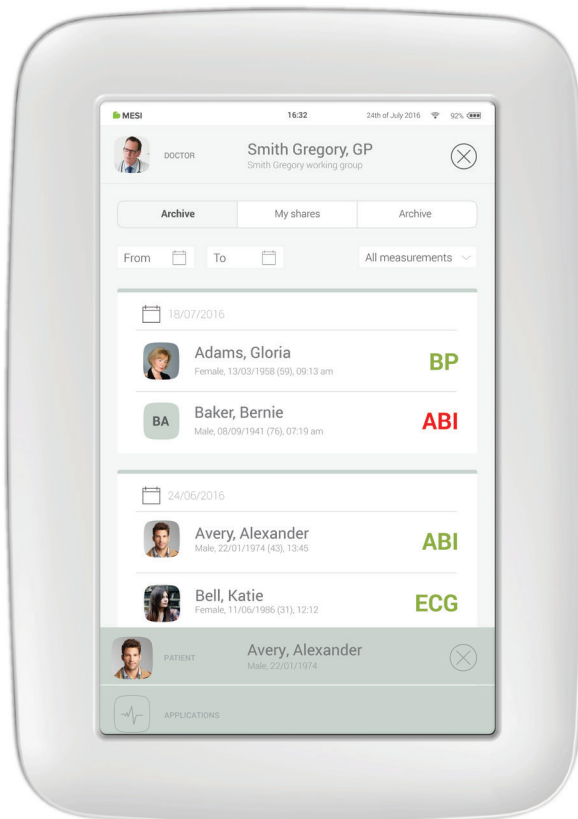 MESI 16:32 24th of July 2016 92%
DOCTOR Smith Gregory, GP
Smith Gregory working group
Archive My shares Archive
From To All measurements
18/07/2016
Adams, Gloria BP
Female, 13/03/1958 (59), 09:13 am
BA Baker, Bernie ABI
Male, 08/09/1941 (76), 07:19 am
24/06/2016
Avery, Alexander ABI
Male, 22/01/1974 (43), 13:45
Bell, Katie ECG
Female, 11/06/1986 (31), 12:12
PATIENT Avery, Alexander
Male, 22/01/1974
APPLICATIONS